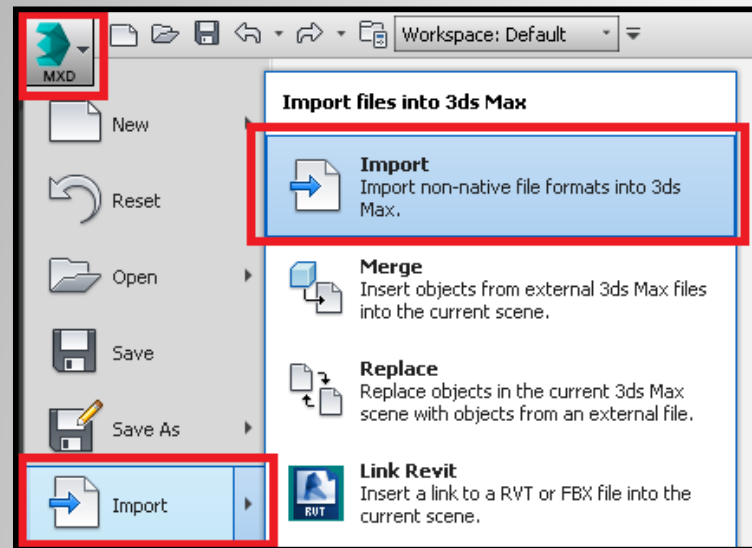 Workspace: Default
MXD
New
Reset
Open
Save
Save As
Import
Import files into 3ds Max
Import
Import non-native file formats into 3ds
Max.
Merge
Insert objects from external 3ds Max files
into the current scene.
Replace
Replace objects in the current 3ds Max
scene with objects from an external file.
RVT
Link Revit
Insert a link to a RVT or FBX file into the
current scene.